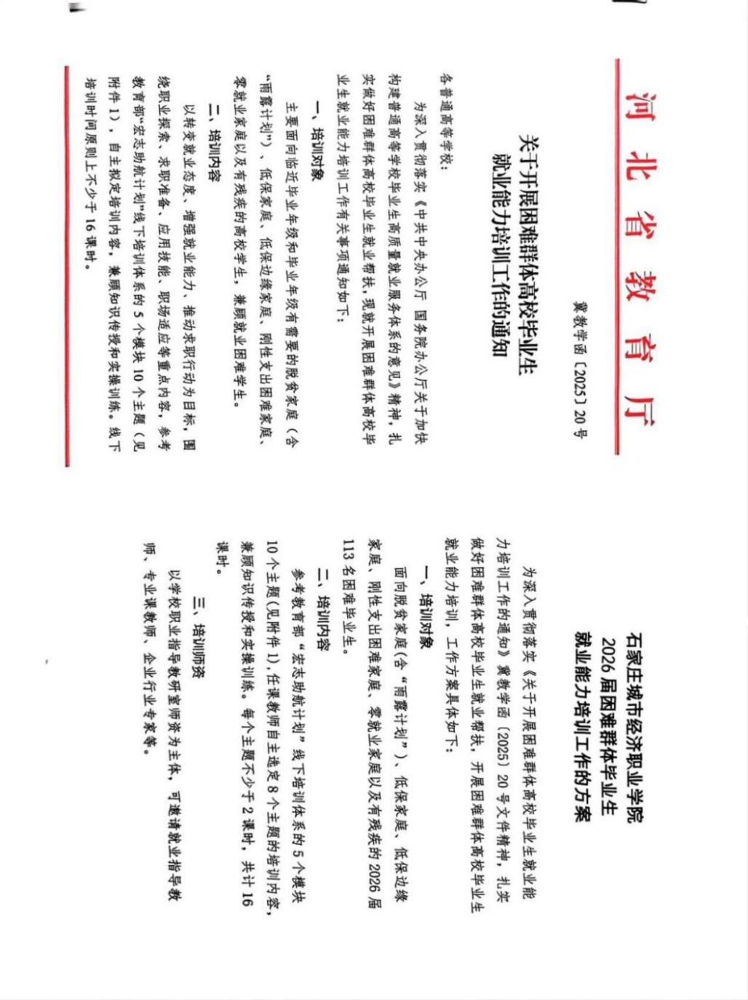 河北省教育厅
冀教学函〔2025〕20号
关于开展困难群体高校毕业生
就业能力培训工作的通知
各普通高等学校：
为深入贯彻落实《中共中央办公厅 国务院办公厅关于加快
构建普通高等学校毕业生高质量就业服务体系的意见》精神，扎
实做好困难群体高校毕业生就业帮扶，现就开展困难群体高校毕
业生就业能力培训工作有关事项通知如下：
一、培训对象
主要面向临近毕业年级和毕业年级有需要的脱贫家庭（含
“雨露计划”）、低保家庭、低保边缘家庭、刚性支出困难家庭、
零就业家庭以及有残疾的高校学生，兼顾就业困难学生。
二、培训内容
以转变就业态度、增强就业能力、推动求职行动为目标，围
绕职业探索、求职准备、应用技能、职场适应等重点内容，参考
教育部“宏志助航计划”线下培训体系的5个模块10个主题（见
附件1），自主拟定培训内容，兼顾知识传授和实操训练。线下
培训时间原则上不少于16课时。
石家庄城市经济职业学院
2026届困难群体毕业生
就业能力培训工作的方案
为深入贯彻落实《关于开展困难群体高校毕业生就业能
力培训工作的通知》冀教学函〔2025〕20号文件精神，扎实
做好困难群体高校毕业生就业帮扶，开展困难群体高校毕业生
就业能力培训，工作方案具体如下：
一、培训对象
面向脱贫家庭(含“雨露计划”)、低保家庭、低保边缘
家庭、刚性支出困难家庭、零就业家庭以及有残疾的2026届
113名困难毕业生。
二、培训内容
参考教育部“宏志助航计划”线下培训体系的5个模块
10个主题(见附件1),任课教师自主选定8个主题的培训内容，
兼顾知识传授和实操训练。每个主题不少于2课时，共计16
课时。
三、培训师资
以学校职业指导教研室师资为主体，可邀请就业指导教
师、专业课教师、企业行业专家等。